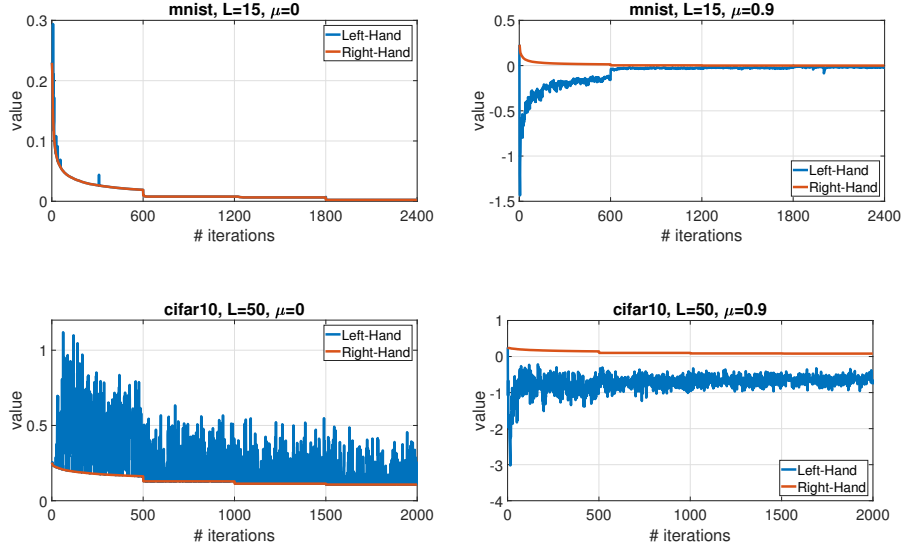 mnist, L=15, μ=0
0.3
0.2
0.1
0
value
0
600
1200
1800
2400
# iterations
Left-Hand
Right-Hand
mnist, L=15, μ=0.9
0.5
0
-0.5
-1
-1.5
value
0
600
1200
1800
2400
# iterations
Left-Hand
Right-Hand
cifar10, L=50, μ=0
1
0.5
0
value
0
500
1000
1500
2000
# iterations
Left-Hand
Right-Hand
cifar10, L=50, μ=0.9
1
0
-1
-2
-3
-4
value
0
500
1000
1500
2000
# iterations
Left-Hand
Right-Hand